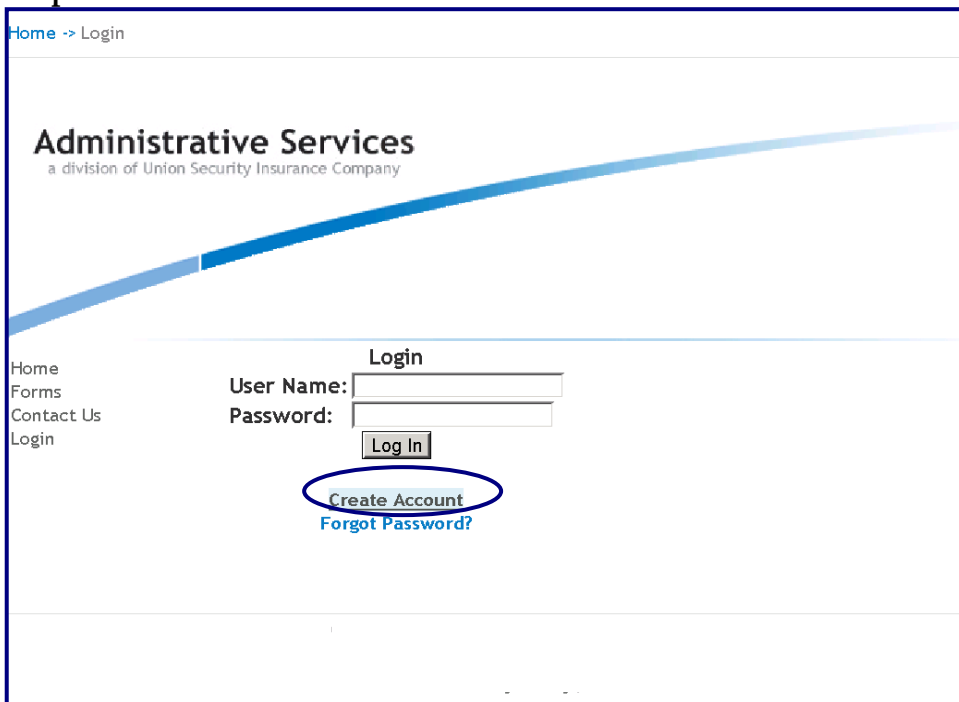 Home -> Login
Administrative Services
a division of Union Security Insurance Company
Home
Forms
Contact Us
Login
Login
User Name:
Password:
Log In
Create Account
Forgot Password?